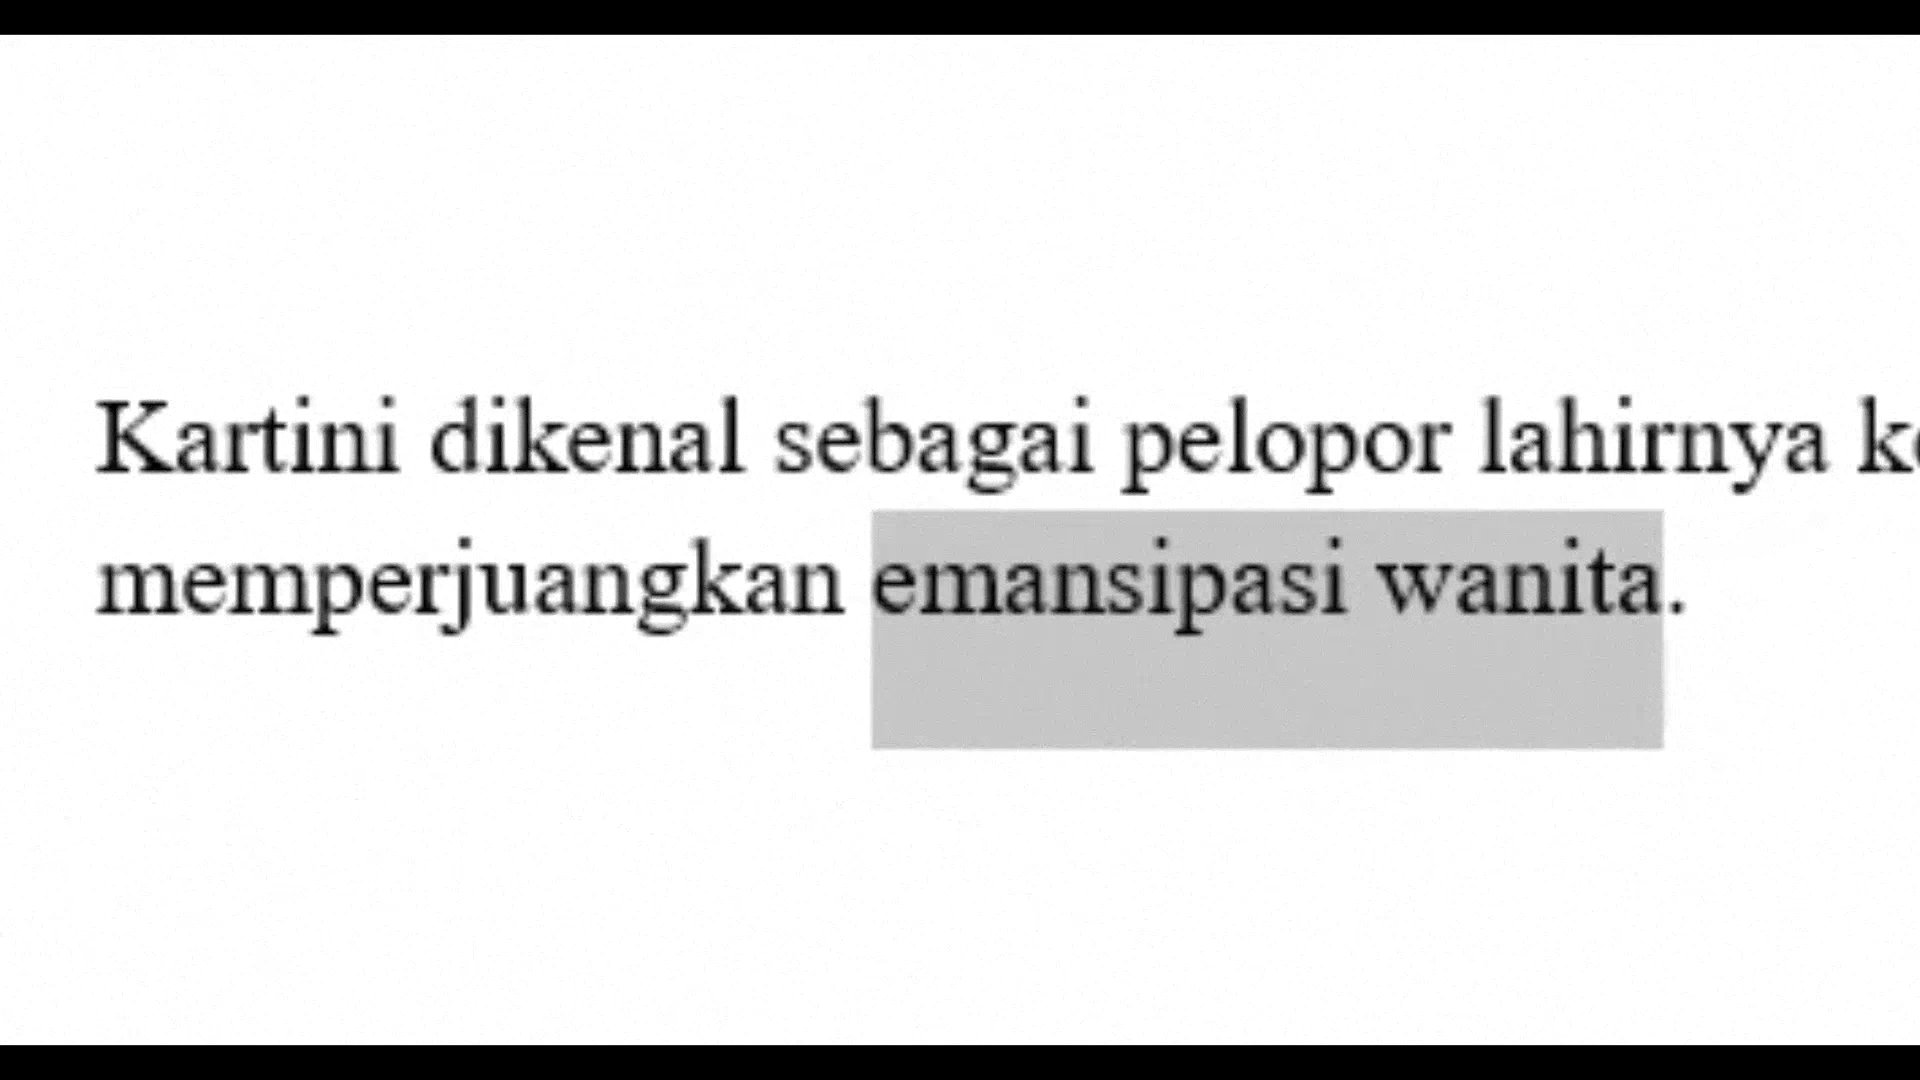 Kartini dikenal sebagai pelopor lahirnya
memperjuangkan emansipasi wanita.